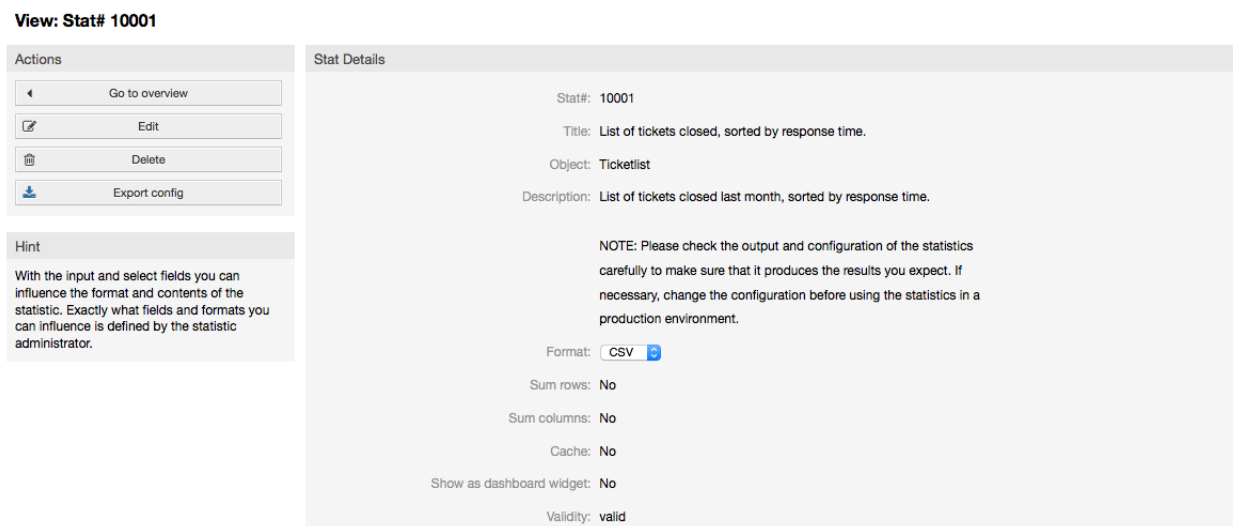 View: Stat# 10001
Actions
Go to overview
Edit
Delete
Export config
Hint
With the input and select fields you can
influence the format and contents of the
statistic. Exactly what fields and formats you
can influence is defined by the statistic
administrator.
Stat Details
Stat#: 10001
Title: List of tickets closed, sorted by response time.
Object: Ticketlist
Description: List of tickets closed last month, sorted by response time.
NOTE: Please check the output and configuration of the statistics
carefully to make sure that it produces the results you expect. If
necessary, change the configuration before using the statistics in a
production environment.
Format: CSV
Sum rows: No
Sum columns: No
Cache: No
Show as dashboard widget: No
Validity: valid